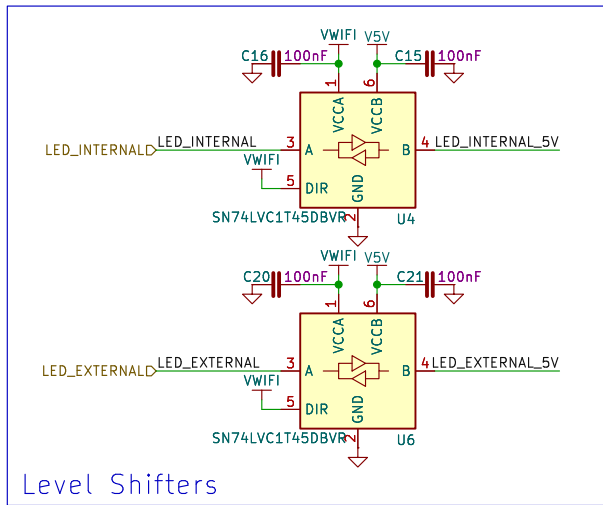 VWIFI V5V
C16 100nF C15 100nF
1 6
VCCA VCCB
LED_INTERNAL LED_INTERNAL 3 A B 4 LED_INTERNAL_5V
VWIFI
5 DIR GND
SN74LVC1T45DBVR 2 U4
VWIFI V5V
C20 100nF C21 100nF
1 6
VCCA VCCB
LED_EXTERNAL LED_EXTERNAL 3 A B 4 LED_EXTERNAL_5V
VWIFI
5 DIR GND
SN74LVC1T45DBVR 2 U6
Level Shifters